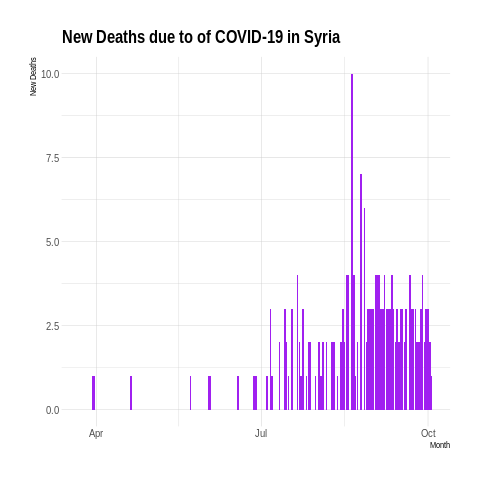 New Deaths due to of COVID-19 in Syria
New Deaths
10.0
7.5
5.0
2.5
0.0
Apr
Jul
Oct
Month